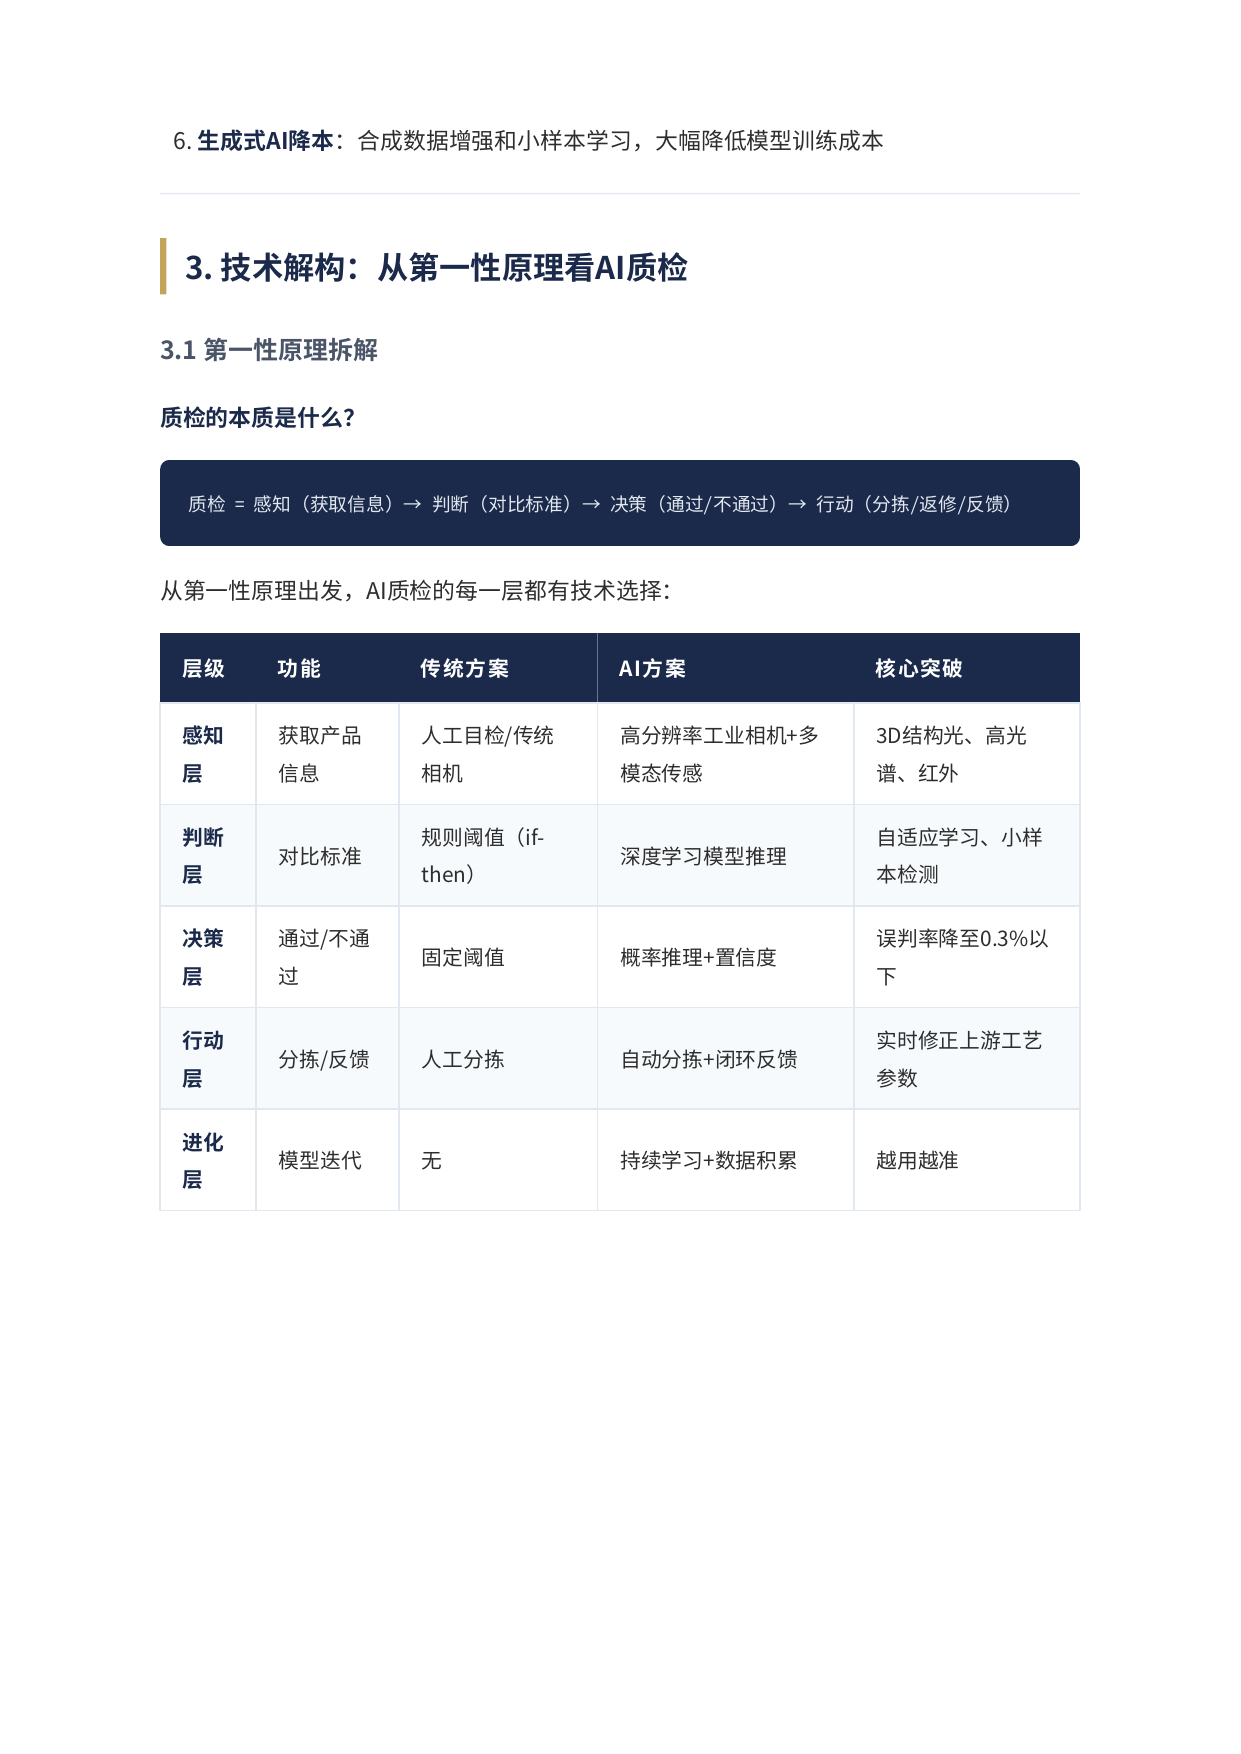 6. 生成式AI降本：合成数据增强和小样本学习，大幅降低模型训练成本
3. 技术解构：从第一性原理看AI质检
3.1 第一性原理拆解
质检的本质是什么？
质检 = 感知（获取信息）→ 判断（对比标准）→ 决策（通过/不通过）→ 行动（分拣/返修/反馈）
从第一性原理出发，AI质检的每一层都有技术选择：
层级 功能 传统方案 AI方案 核心突破
感知
层
获取产品
信息
人工目检/传统
相机
高分辨率工业相机+多
模态传感
3D结构光、高光
谱、红外
判断
层
对比标准
规则阈值（if-
then）
深度学习模型推理
自适应学习、小样
本检测
决策
层
通过/不通
过
固定阈值
概率推理+置信度
误判率降至0.3%以
下
行动
层
分拣/反馈
人工分拣
自动分拣+闭环反馈
实时修正上游工艺
参数
进化
层
模型迭代
无
持续学习+数据积累
越用越准